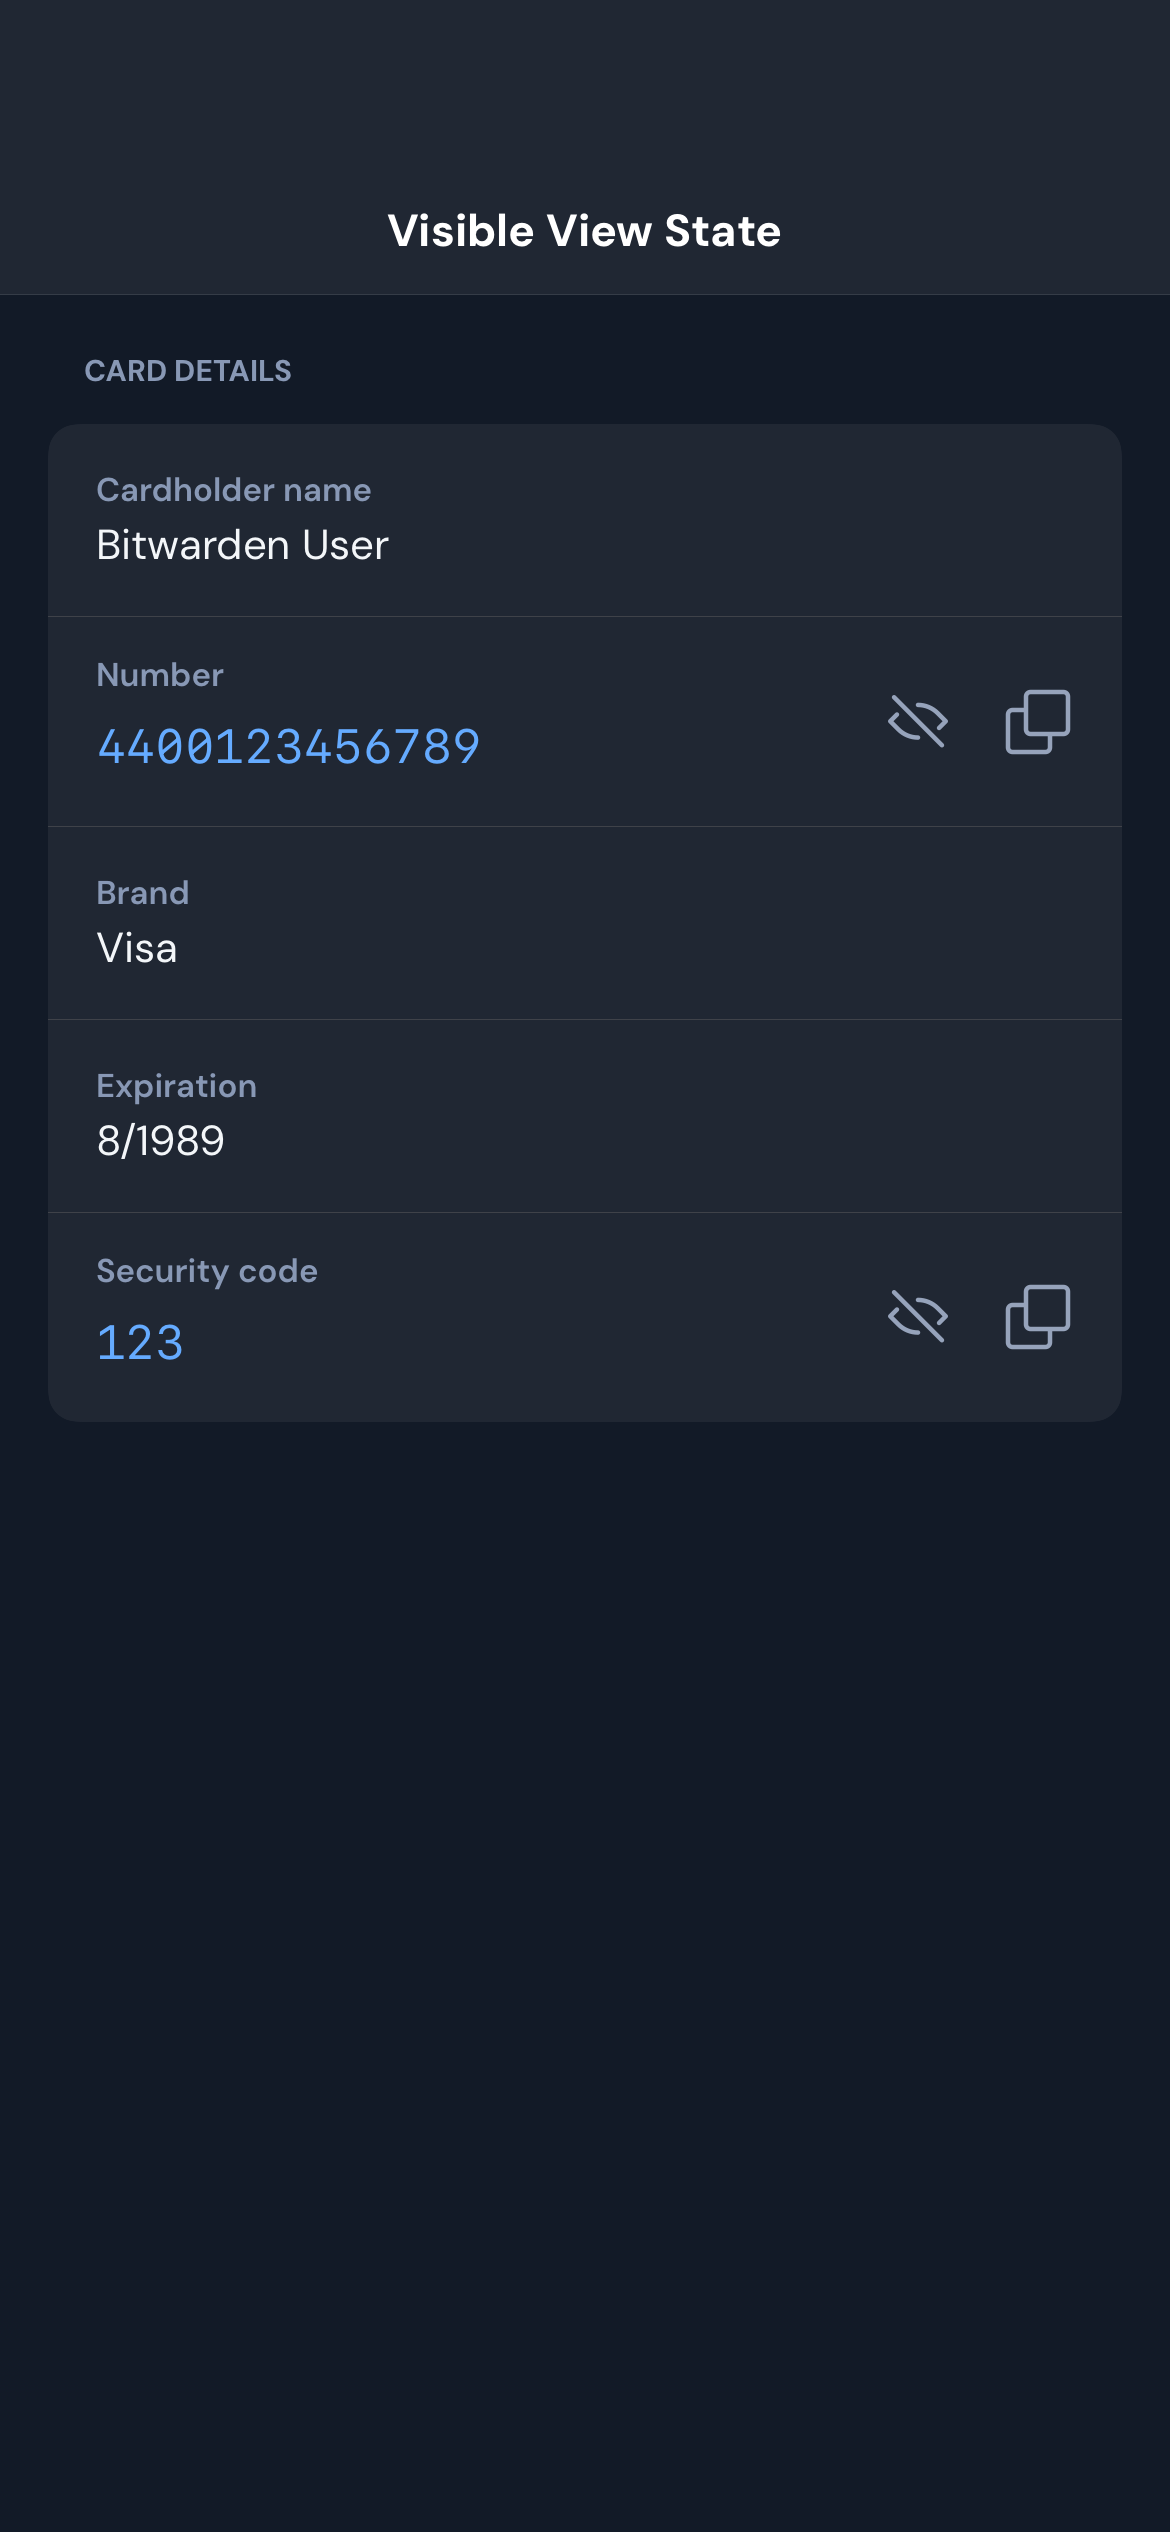 Visible View State
CARD DETAILS
Cardholder name
Bitwarden User
Number
4400123456789
Brand
Visa
Expiration
8/1989
Security code
123